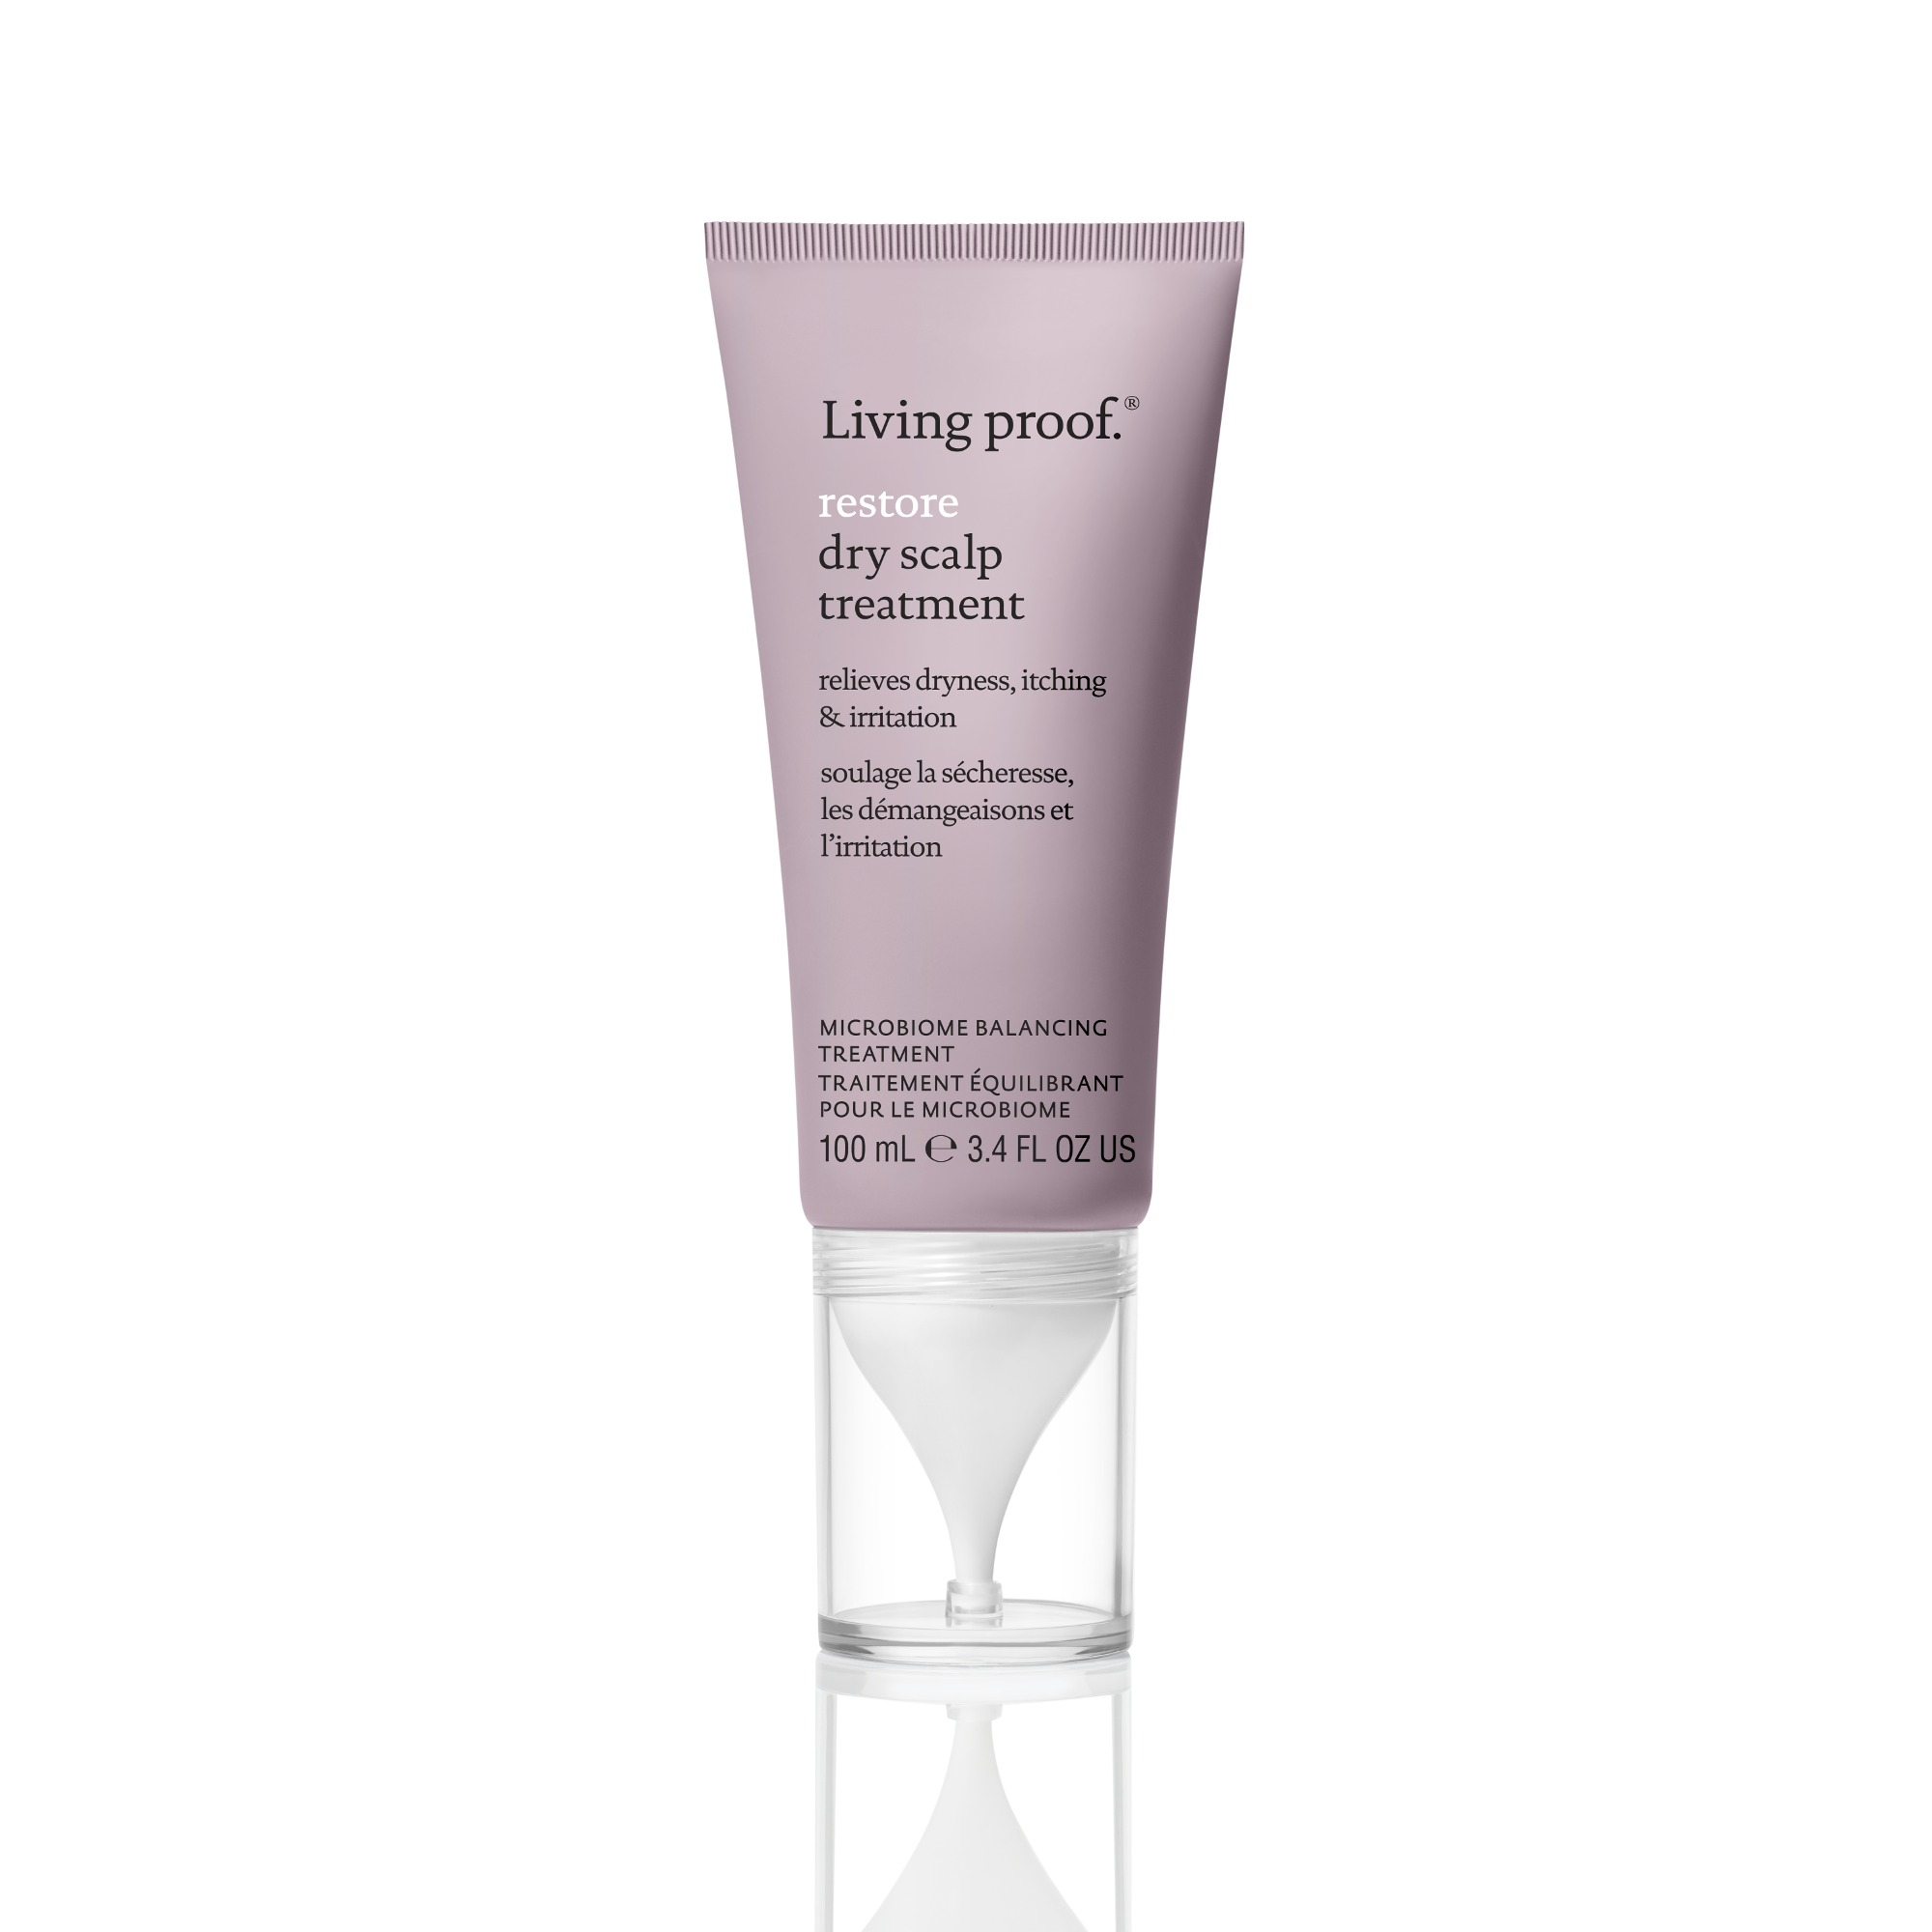 Living proof.®
restore
dry scalp
treatment
relieves dryness, itching
& irritation
soulage la sécheresse,
les démangeaisons et
l’irritation
MICROBIOME BALANCING
TREATMENT
TRAITEMENT ÉQUILIBRANT
POUR LE MICROBIOME
100 mL ℮ 3.4 FL OZ US